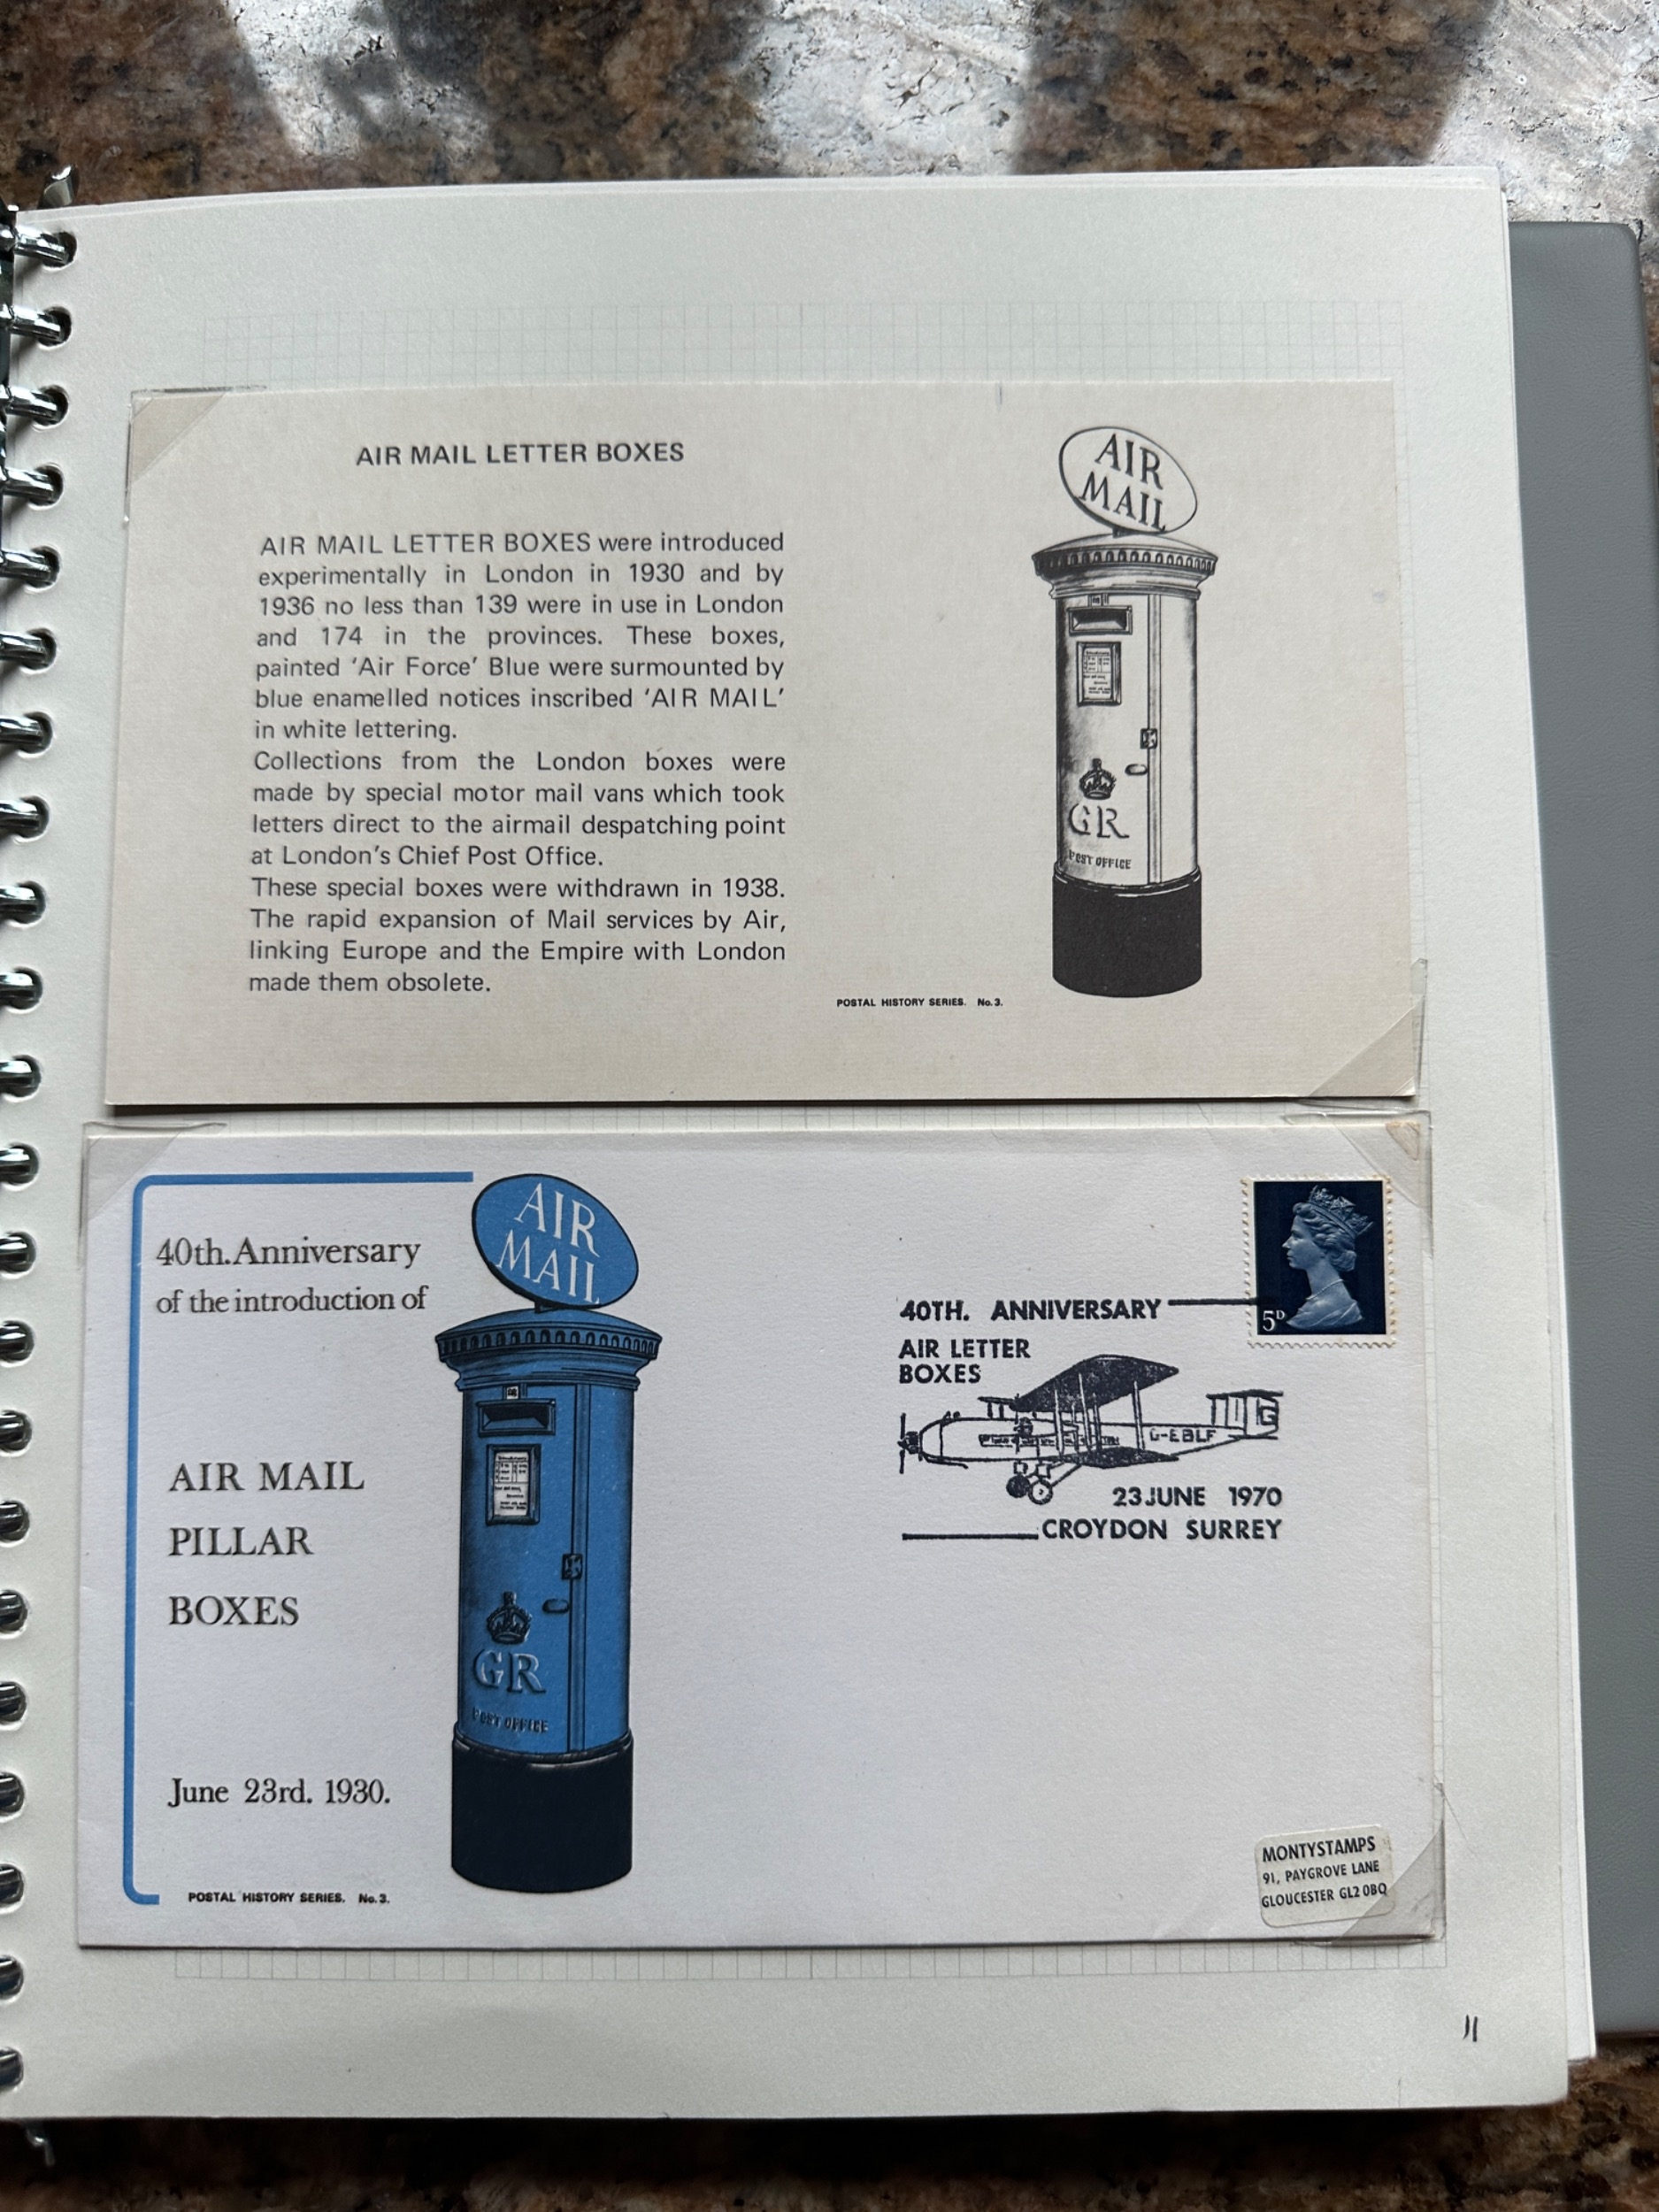 AIR MAIL LETTER BOXES
AIR MAIL LETTER BOXES were introduced
experimentally in London in 1930 and by
1936 no less than 139 were in use in London
and 174 in the provinces. These boxes,
painted ‘Air Force’ Blue were surmounted by
blue enamelled notices inscribed ‘AIR MAIL’
in white lettering.
Collections from the London boxes were
made by special motor mail vans which took
letters direct to the airmail despatching point
at London’s Chief Post Office.
These special boxes were withdrawn in 1938.
The rapid expansion of Mail services by Air,
linking Europe and the Empire with London
made them obsolete.
AIR
MAIL
GR
POST OFFICE
POSTAL HISTORY SERIES. No.3.
40th.Anniversary
of the introduction of
AIR MAIL
PILLAR
BOXES
June 23rd. 1930.
POSTAL HISTORY SERIES. No.3.
AIR
MAIL
GR
POST OFFICE
5D
40TH. ANNIVERSARY
AIR LETTER
BOXES
G-EBLF
G
23 JUNE 1970
CROYDON SURREY
MONTYSTAMPS
91, PAYGROVE LANE
GLOUCESTER GL2 0BQ
11